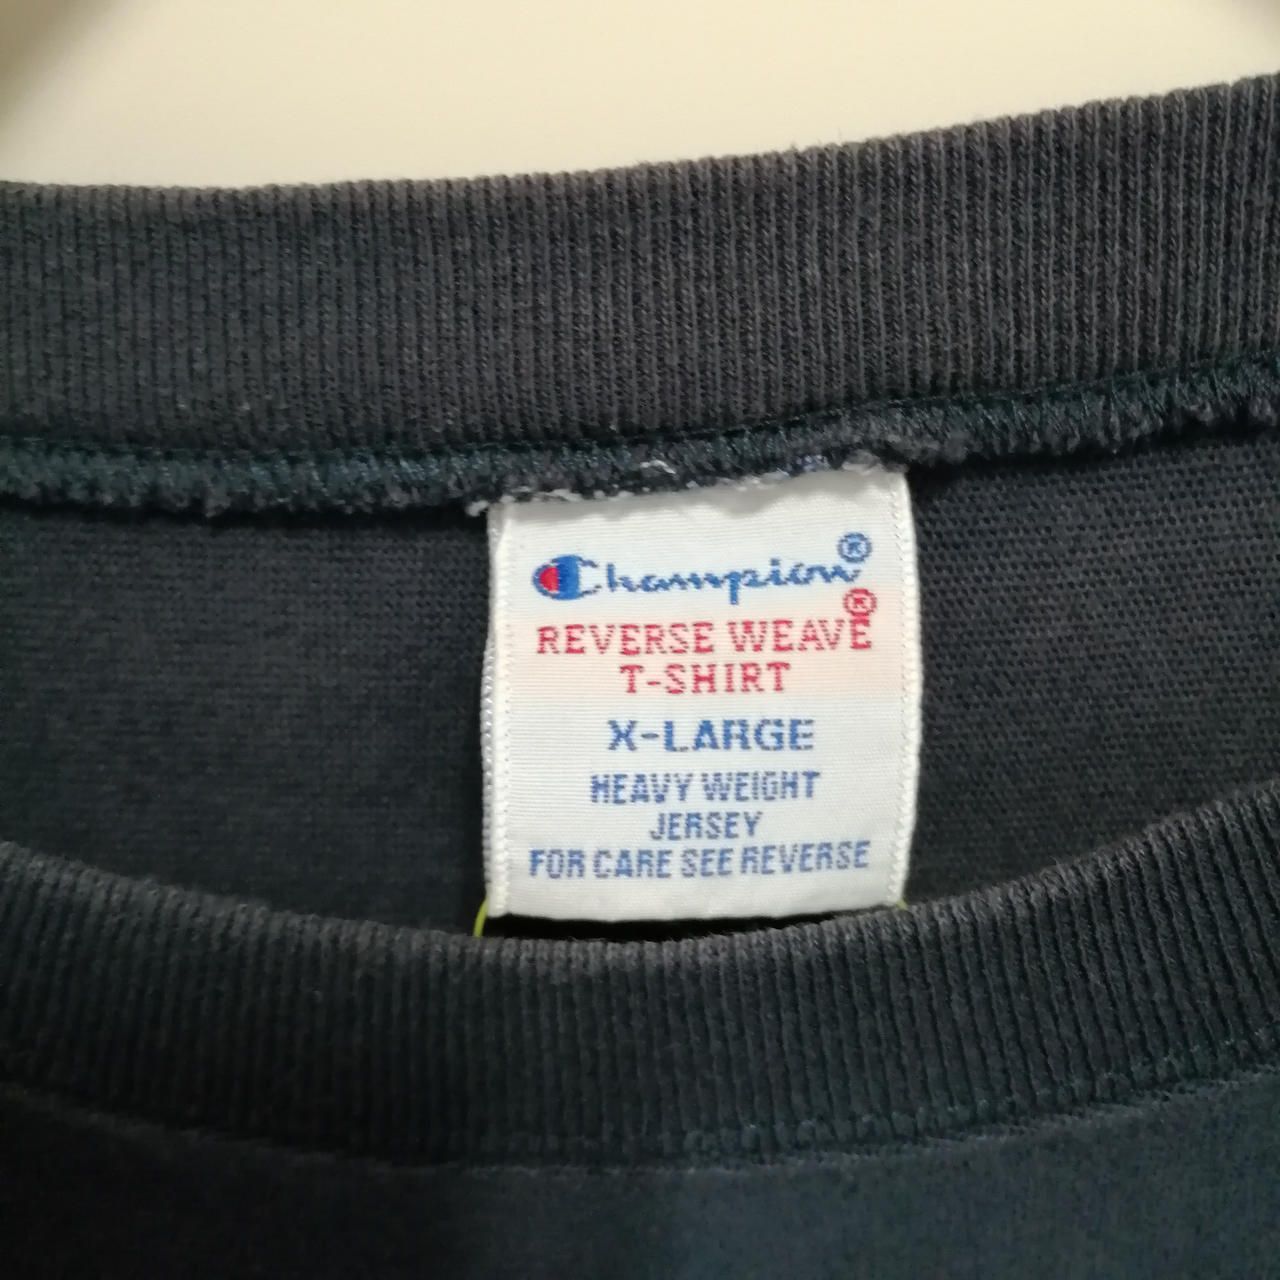 Champion®
REVERSE WEAVE®
T-SHIRT
X-LARGE
HEAVY WEIGHT
JERSEY
FOR CARE SEE REVERSE